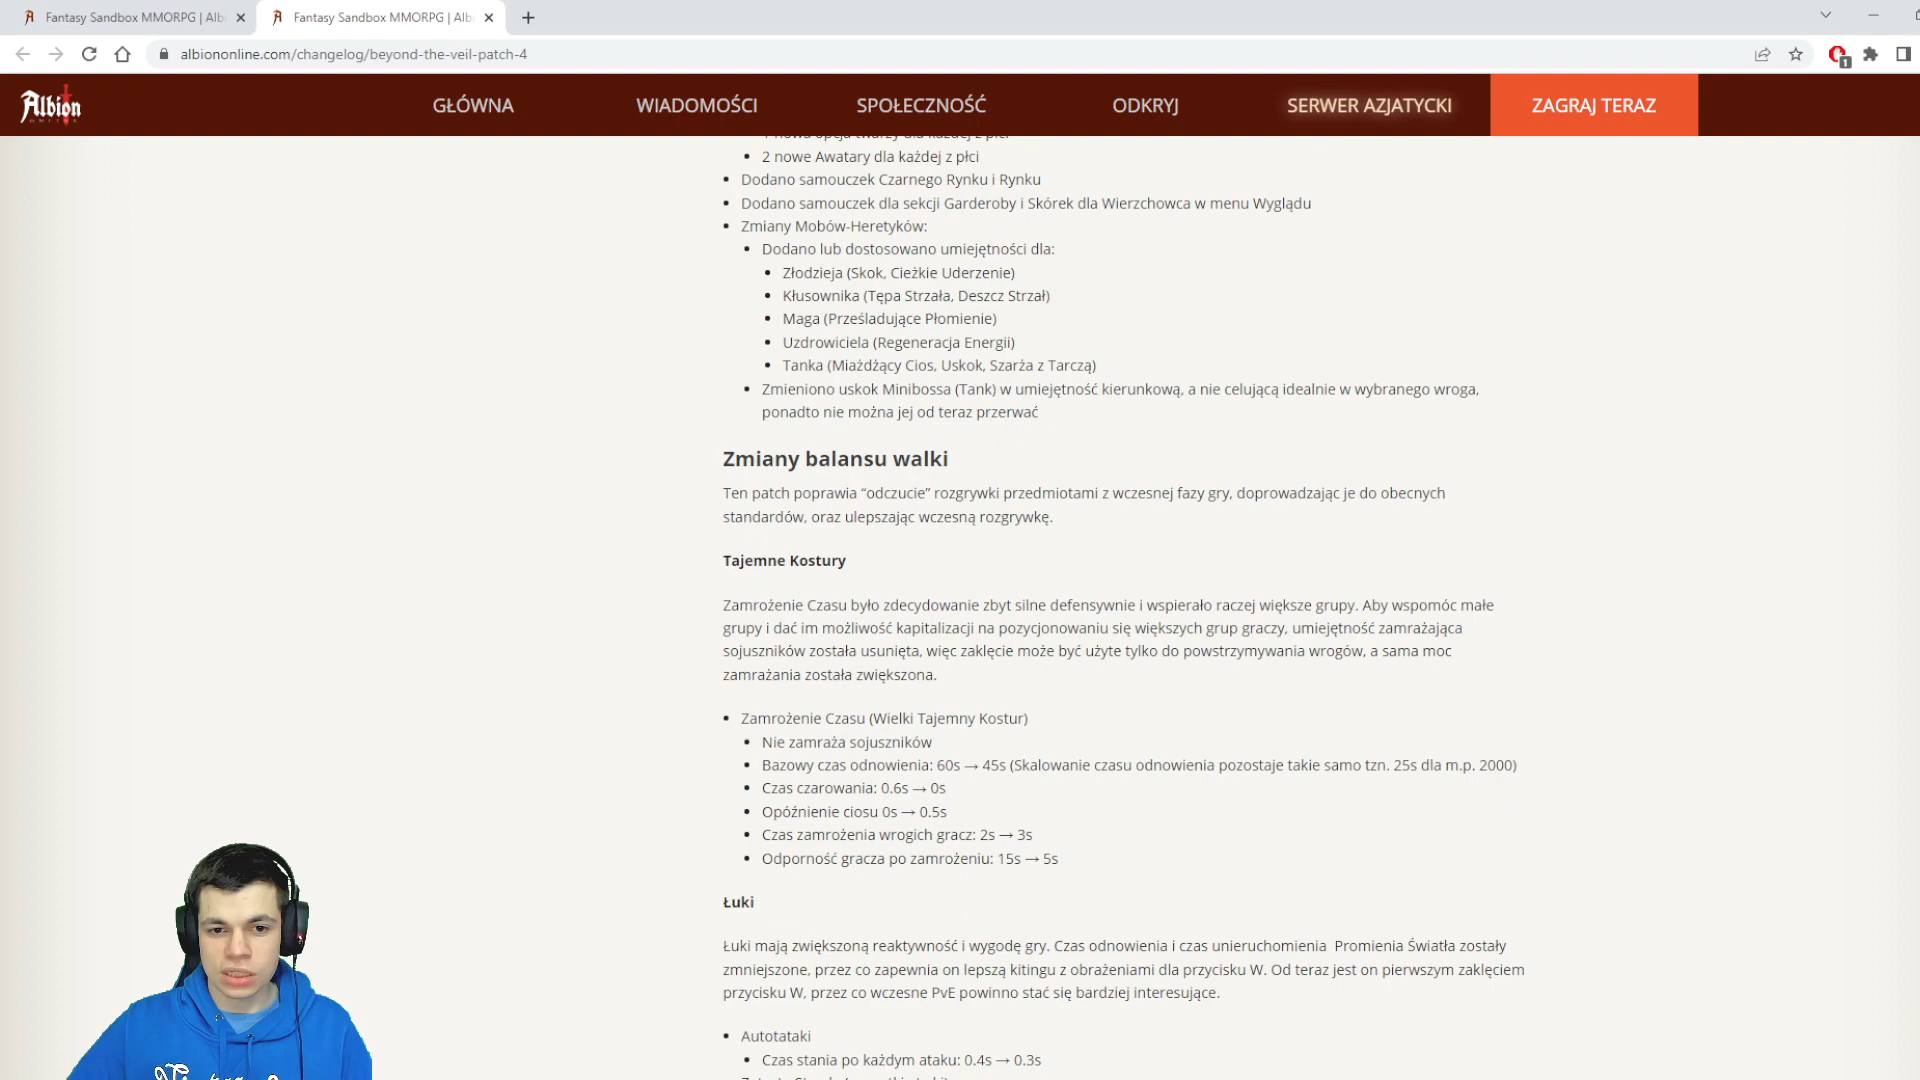 Fantasy Sandbox MMORPG | Alb
Fantasy Sandbox MMORPG | Alb
albiononline.com/changelog/beyond-the-veil-patch-4
1
Albion
ONLINE
GŁÓWNA
WIADOMOŚCI
SPOŁECZNOŚĆ
ODKRYJ
SERWER AZJATYCKI
ZAGRAJ TERAZ
1 nowa opcja twarzy dla każdej z płci
2 nowe Awatary dla każdej z płci
Dodano samouczek Czarnego Rynku i Rynku
Dodano samouczek dla sekcji Garderoby i Skórek dla Wierzchowca w menu Wyglądu
Zmiany Mobów-Heretyków:
Dodano lub dostosowano umiejętności dla:
Złodzieja (Skok, Cieżkie Uderzenie)
Kłusownika (Tępa Strzała, Deszcz Strzał)
Maga (Prześladujące Płomienie)
Uzdrowiciela (Regeneracja Energii)
Tanka (Miażdżący Cios, Uskok, Szarża z Tarczą)
Zmieniono uskok Minibossa (Tank) w umiejętność kierunkową, a nie celującą idealnie w wybranego wroga,
ponadto nie można jej od teraz przerwać
Zmiany balansu walki
Ten patch poprawia “odczucie” rozgrywki przedmiotami z wczesnej fazy gry, doprowadzając je do obecnych
standardów, oraz ulepszając wczesną rozgrywkę.
Tajemne Kostury
Zamrożenie Czasu było zdecydowanie zbyt silne defensywnie i wspierało raczej większe grupy. Aby wspomóc małe
grupy i dać im możliwość kapitalizacji na pozycjonowaniu się większych grup graczy, umiejętność zamrażająca
sojuszników została usunięta, więc zaklęcie może być użyte tylko do powstrzymywania wrogów, a sama moc
zamrażania została zwiększona.
Zamrożenie Czasu (Wielki Tajemny Kostur)
Nie zamraża sojuszników
Bazowy czas odnowienia: 60s → 45s (Skalowanie czasu odnowienia pozostaje takie samo tzn. 25s dla m.p. 2000)
Czas czarowania: 0.6s → 0s
Opóźnienie ciosu 0s → 0.5s
Czas zamrożenia wrogich gracz: 2s → 3s
Odporność gracza po zamrożeniu: 15s → 5s
Łuki
Łuki mają zwiększoną reaktywność i wygodę gry. Czas odnowienia i czas unieruchomienia Promienia Światła zostały
zmniejszone, przez co zapewnia on lepszą kitingu z obrażeniami dla przycisku W. Od teraz jest on pierwszym zaklęciem
przycisku W, przez co wczesne PvE powinno stać się bardziej interesujące.
Autotataki
Czas stania po każdym ataku: 0.4s → 0.3s